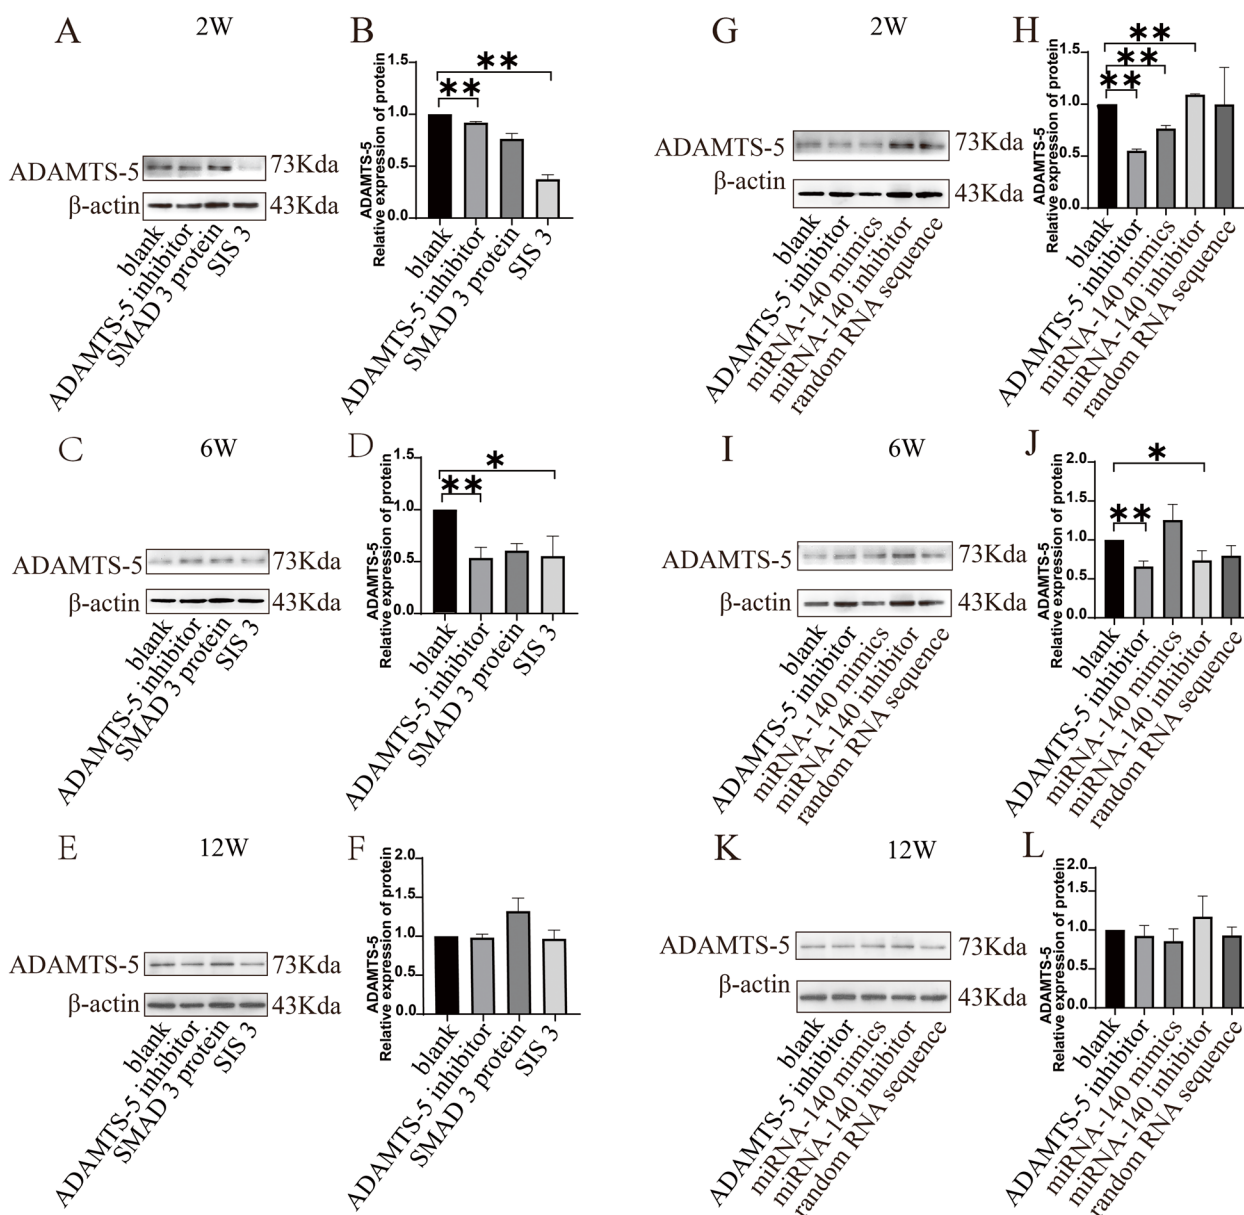 A 2W
ADAMTS-5 73Kda
β-actin 43Kda
blank
ADAMTS-5 inhibitor
SMAD 3 protein
SIS 3
B
ADAMTS-5
Relative expression of protein
1.5
1.0
0.5
0.0
** **
blank
ADAMTS-5 inhibitor
SMAD 3 protein
SIS 3
G 2W
ADAMTS-5 73Kda
β-actin 43Kda
blank
ADAMTS-5 inhibitor
miRNA-140 mimics
miRNA-140 inhibitor
random RNA sequence
H
ADAMTS-5
Relative expression of protein
1.5
1.0
0.5
0.0
** ** **
blank
ADAMTS-5 inhibitor
miRNA-140 mimics
miRNA-140 inhibitor
random RNA sequence
C 6W
ADAMTS-5 73Kda
β-actin 43Kda
blank
ADAMTS-5 inhibitor
SMAD 3 protein
SIS 3
D
ADAMTS-5
Relative expression of protein
1.5
1.0
0.5
0.0
** *
blank
ADAMTS-5 inhibitor
SMAD 3 protein
SIS 3
I 6W
ADAMTS-5 73Kda
β-actin 43Kda
blank
ADAMTS-5 inhibitor
miRNA-140 mimics
miRNA-140 inhibitor
random RNA sequence
J
ADAMTS-5
Relative expression of protein
2.0
1.5
1.0
0.5
0.0
** *
blank
ADAMTS-5 inhibitor
miRNA-140 mimics
miRNA-140 inhibitor
random RNA sequence
E 12W
ADAMTS-5 73Kda
β-actin 43Kda
blank
ADAMTS-5 inhibitor
SMAD 3 protein
SIS 3
F
ADAMTS-5
Relative expression of protein
2.0
1.5
1.0
0.5
0.0
blank
ADAMTS-5 inhibitor
SMAD 3 protein
SIS 3
K 12W
ADAMTS-5 73Kda
β-actin 43Kda
blank
ADAMTS-5 inhibitor
miRNA-140 mimics
miRNA-140 inhibitor
random RNA sequence
L
ADAMTS-5
Relative expression of protein
2.0
1.5
1.0
0.5
0.0
blank
ADAMTS-5 inhibitor
miRNA-140 mimics
miRNA-140 inhibitor
random RNA sequence